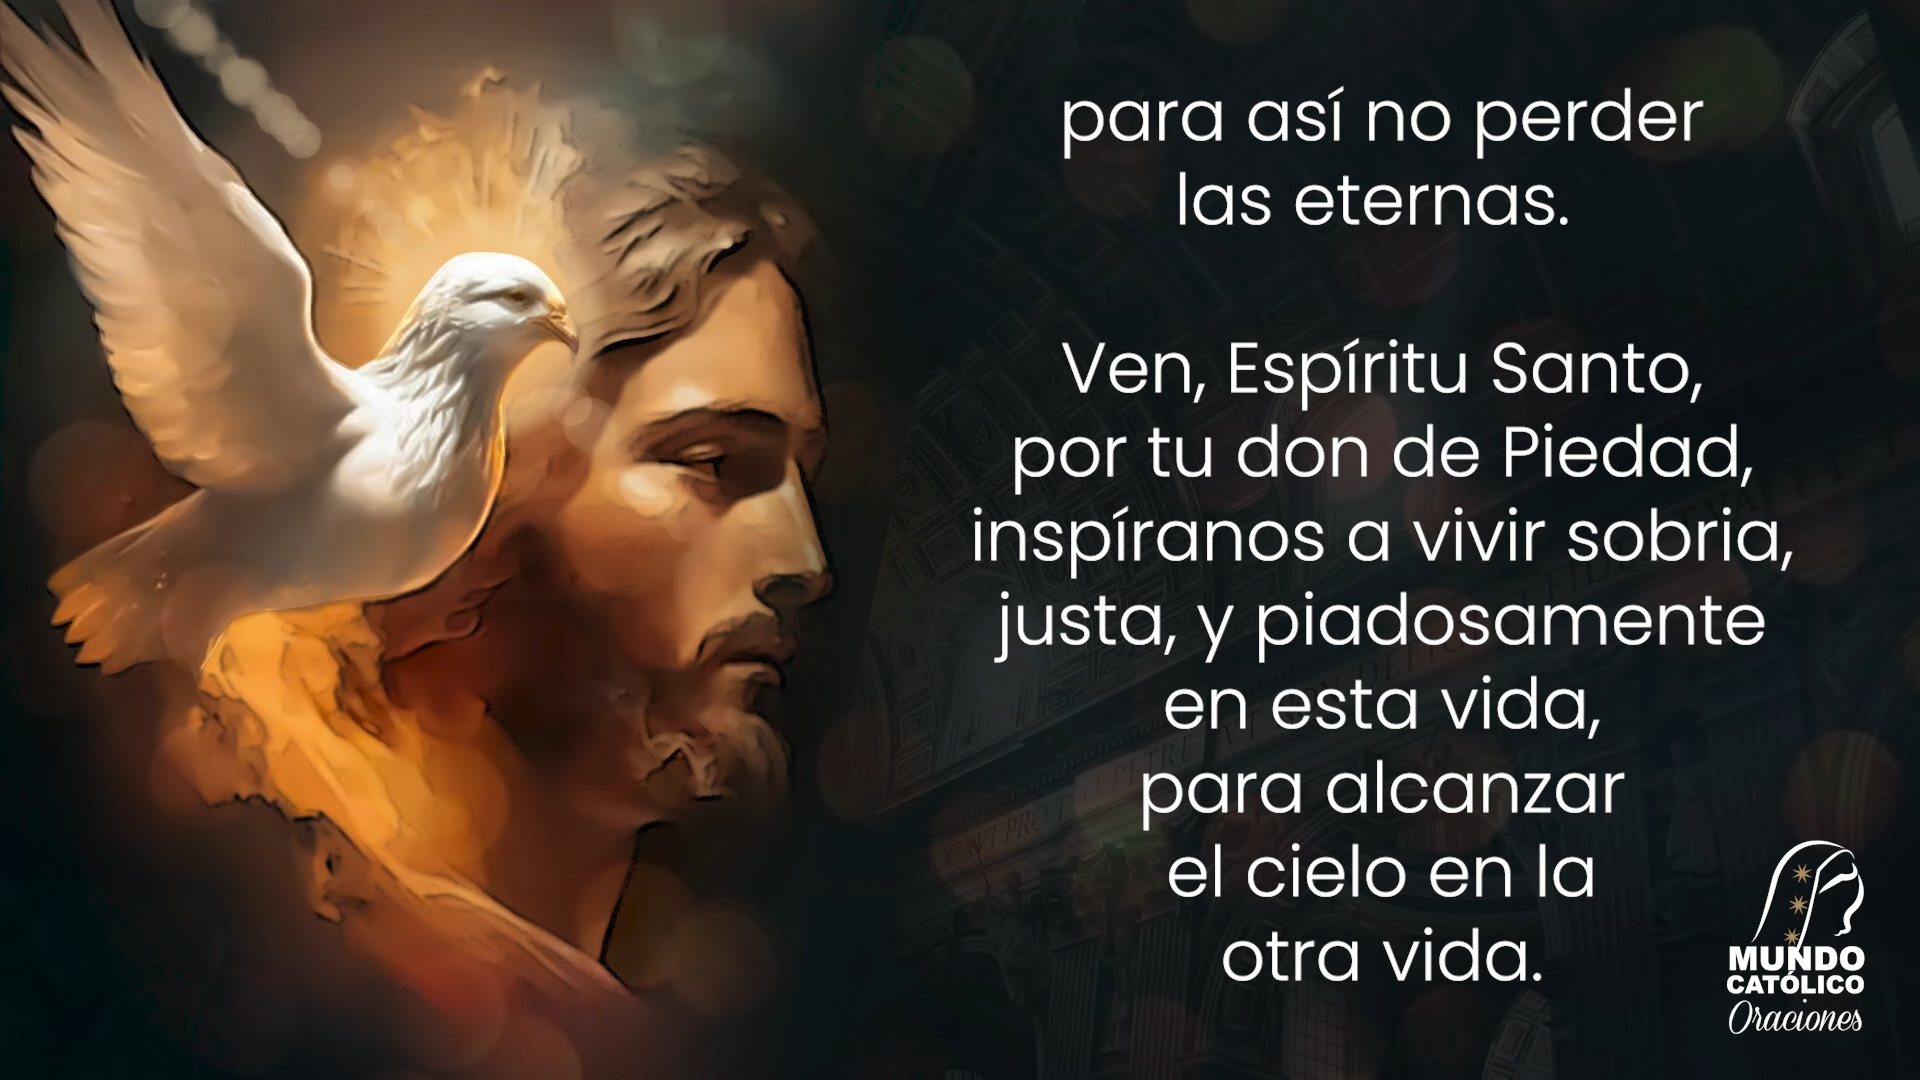 para así no perder
las eternas.
Ven, Espíritu Santo,
por tu don de Piedad,
inspíranos a vivir sobria,
justa, y piadosamente
en esta vida,
para alcanzar
el cielo en la
otra vida.
MUNDO
CATÓLICO
Oraciones